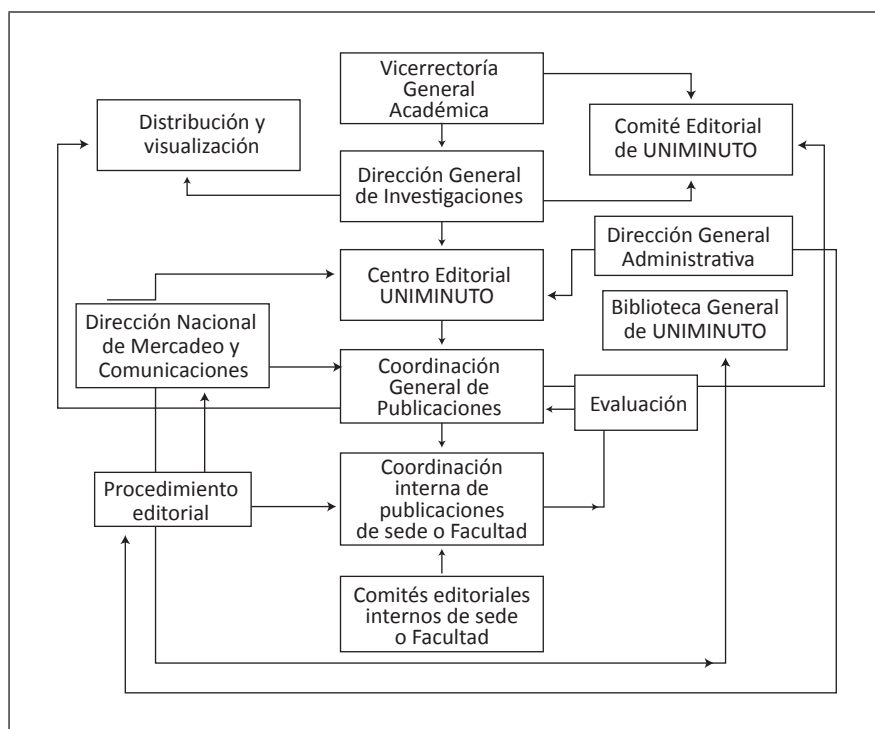 Vicerrectoría
General
Académica
Distribución y
visualización
Comité Editorial
de UNIMINUTO
Dirección General
de Investigaciones
Dirección General
Administrativa
Centro Editorial
UNIMINUTO
Biblioteca General
de UNIMINUTO
Dirección Nacional
de Mercadeo y
Comunicaciones
Coordinación
General de
Publicaciones
Evaluación
Coordinación
interna de
publicaciones
de sede o Facultad
Procedimiento
editorial
Comités editoriales
internos de sede
o Facultad